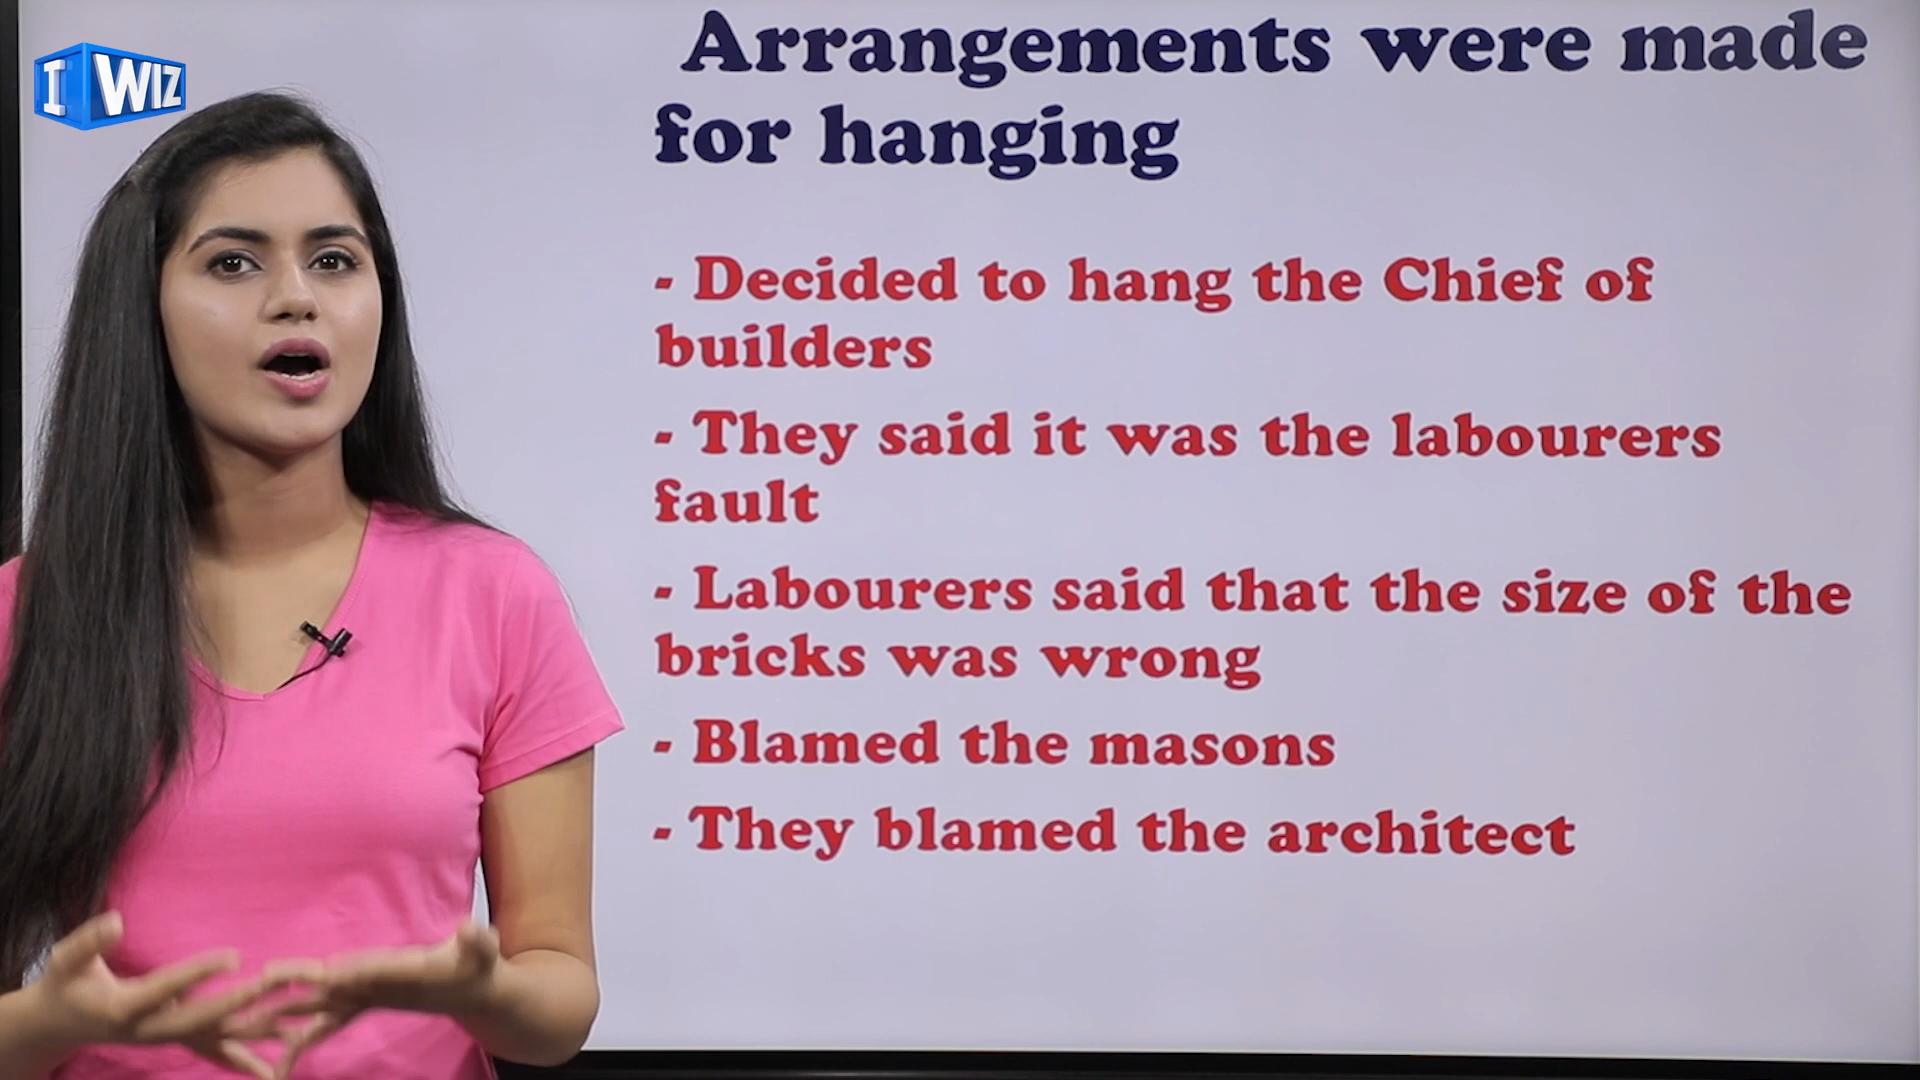 I WIZ
Arrangements were made
for hanging
- Decided to hang the Chief of
builders
- They said it was the labourers
fault
- Labourers said that the size of the
bricks was wrong
- Blamed the masons
- They blamed the architect